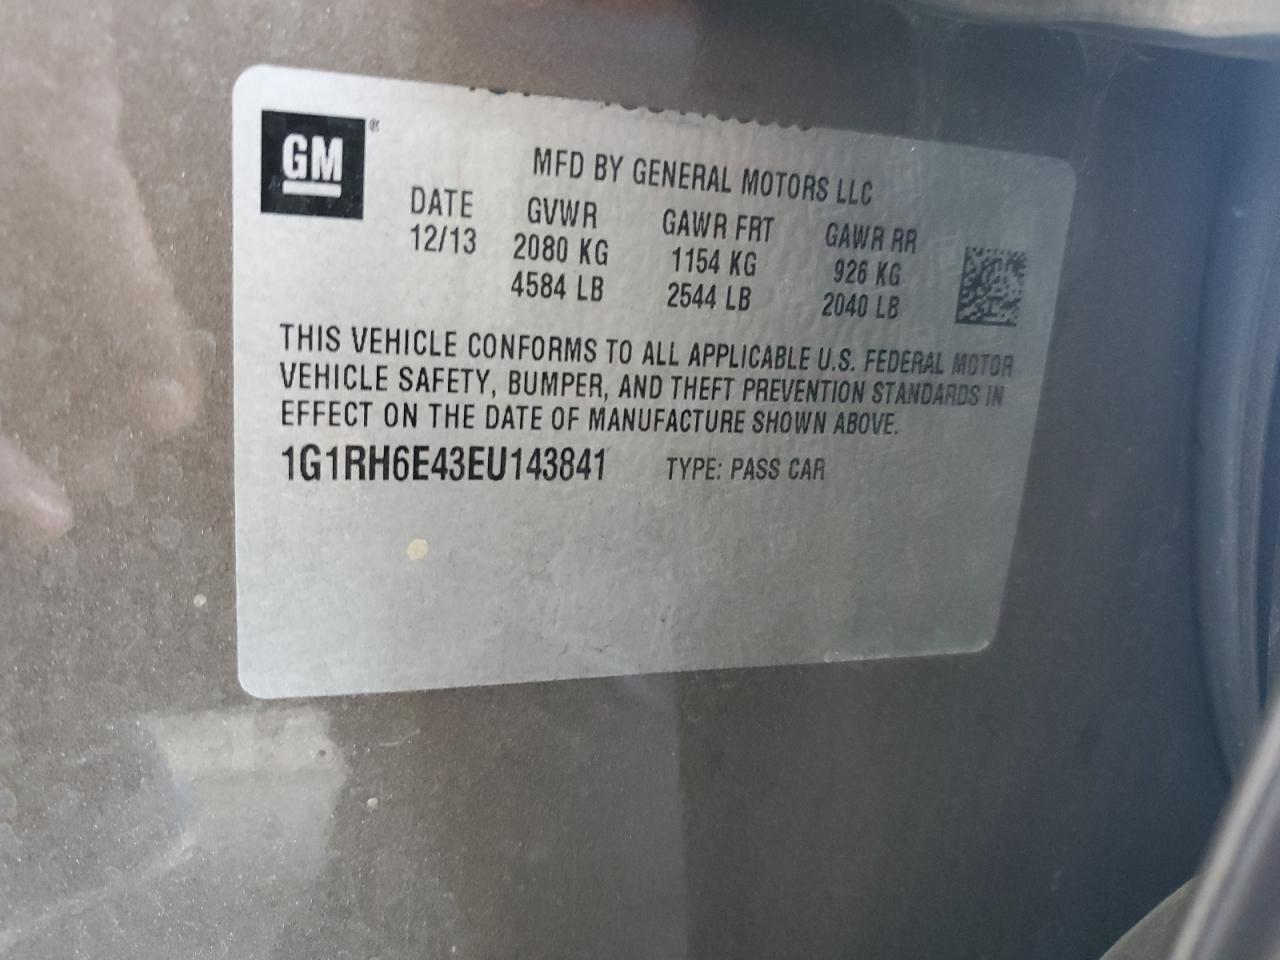 GM®
MFD BY GENERAL MOTORS LLC
DATE GVWR GAWR FRT GAWR RR
12/13 2080 KG 1154 KG 926 KG
4584 LB 2544 LB 2040 LB
THIS VEHICLE CONFORMS TO ALL APPLICABLE U.S. FEDERAL MOTOR
VEHICLE SAFETY, BUMPER, AND THEFT PREVENTION STANDARDS IN
EFFECT ON THE DATE OF MANUFACTURE SHOWN ABOVE.
1G1RH6E43EU143841 TYPE: PASS CAR